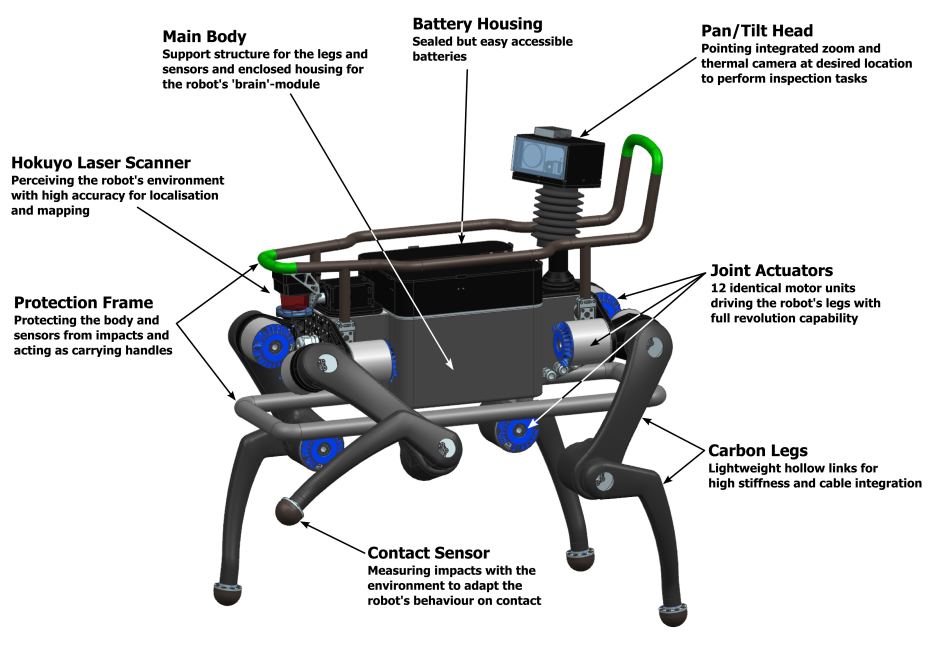 Battery Housing
Sealed but easy accessible
batteries
Main Body
Support structure for the legs and
sensors and enclosed housing for
the robot's 'brain'-module
Pan/Tilt Head
Pointing integrated zoom and
thermal camera at desired location
to perform inspection tasks
Hokuyo Laser Scanner
Perceiving the robot's environment
with high accuracy for localisation
and mapping
Joint Actuators
12 identical motor units
driving the robot's legs with
full revolution capability
Protection Frame
Protecting the body and
sensors from impacts and
acting as carrying handles
Carbon Legs
Lightweight hollow links for
high stiffness and cable integration
Contact Sensor
Measuring impacts with the
environment to adapt the
robot's behaviour on contact